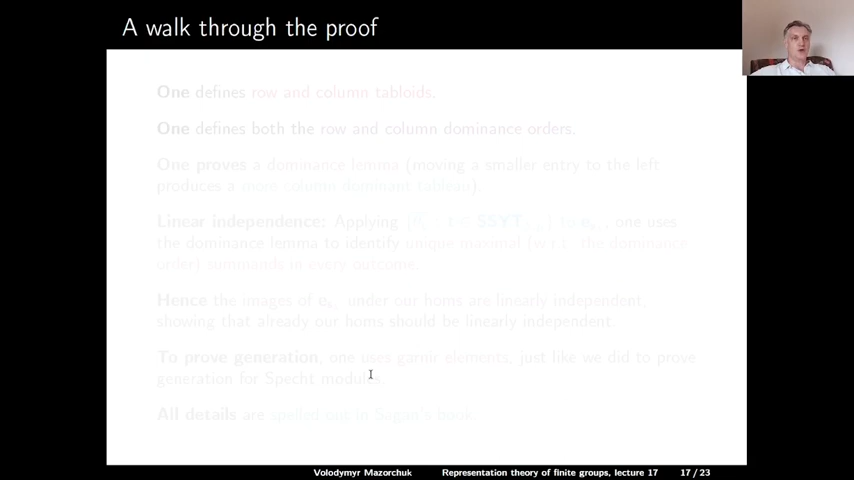 A walk through the proof
One defines row and column tabloids.
One defines both the row and column dominance orders.
One proves a dominance lemma (moving a smaller entry to the left
produces a more column dominant tableau).
Linear independence: Applying to one uses
the dominance lemma to identify unique maximal (w.r.t. the dominance
order) summands in every outcome.
Hence the images of under our homs are linearly independent,
showing that already our homs should be linearly independent.
To prove generation, one uses garnir elements, just like we did to prove
generation for Specht modules.
All details are spelled out in Sagan's book
Volodymyr Mazorchuk Representation theory of finite groups, lecture 17 17 / 23